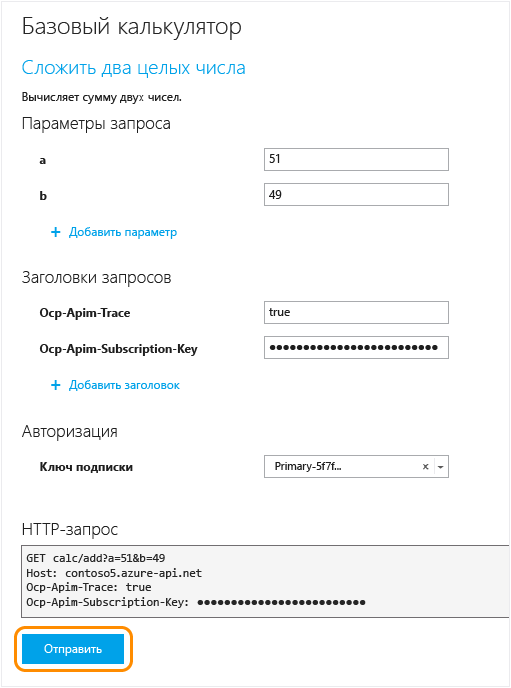 Базовый калькулятор
Сложить два целых числа
Вычисляет сумму двух чисел.
Параметры запроса
a 51
b 49
+ Добавить параметр
Заголовки запросов
Ocp-Apim-Trace true
Ocp-Apim-Subscription-Key ●●●●●●●●●●●●●●●●●●●●●●●●●
+ Добавить заголовок
Авторизация
Ключ подписки Primary-5f7f... ×
HTTP-запрос
GET calc/add?a=51&b=49
Host: contoso5.azure-api.net
Ocp-Apim-Trace: true
Ocp-Apim-Subscription-Key: ●●●●●●●●●●●●●●●●●●●●●●●●●
Отправить